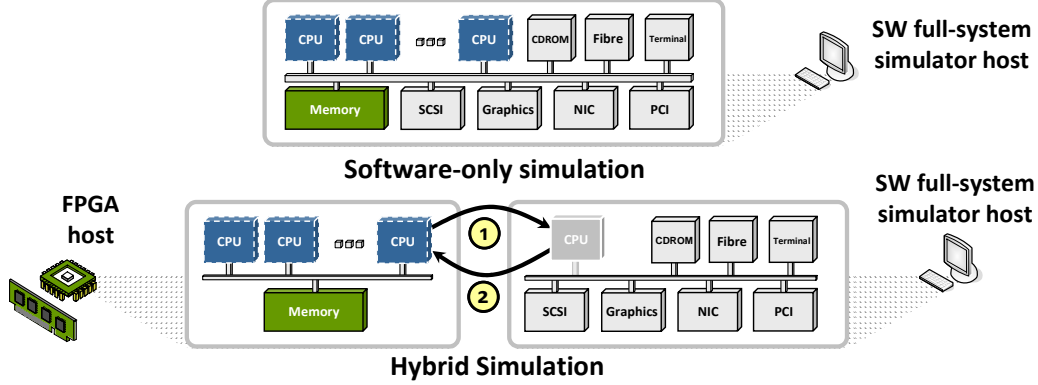 CPU CPU CPU CDROM Fibre Terminal
Memory SCSI Graphics NIC PCI
SW full-system
simulator host
Software-only simulation
FPGA
host
SW full-system
simulator host
CPU CPU CPU 1 CPU CDROM Fibre Terminal
2
Memory SCSI Graphics NIC PCI
Hybrid Simulation